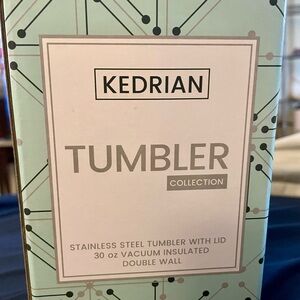 KEDRIAN
TUMBLER
COLLECTION
STAINLESS STEEL TUMBLER WITH LID
30 oz VACUUM INSULATED
DOUBLE WALL